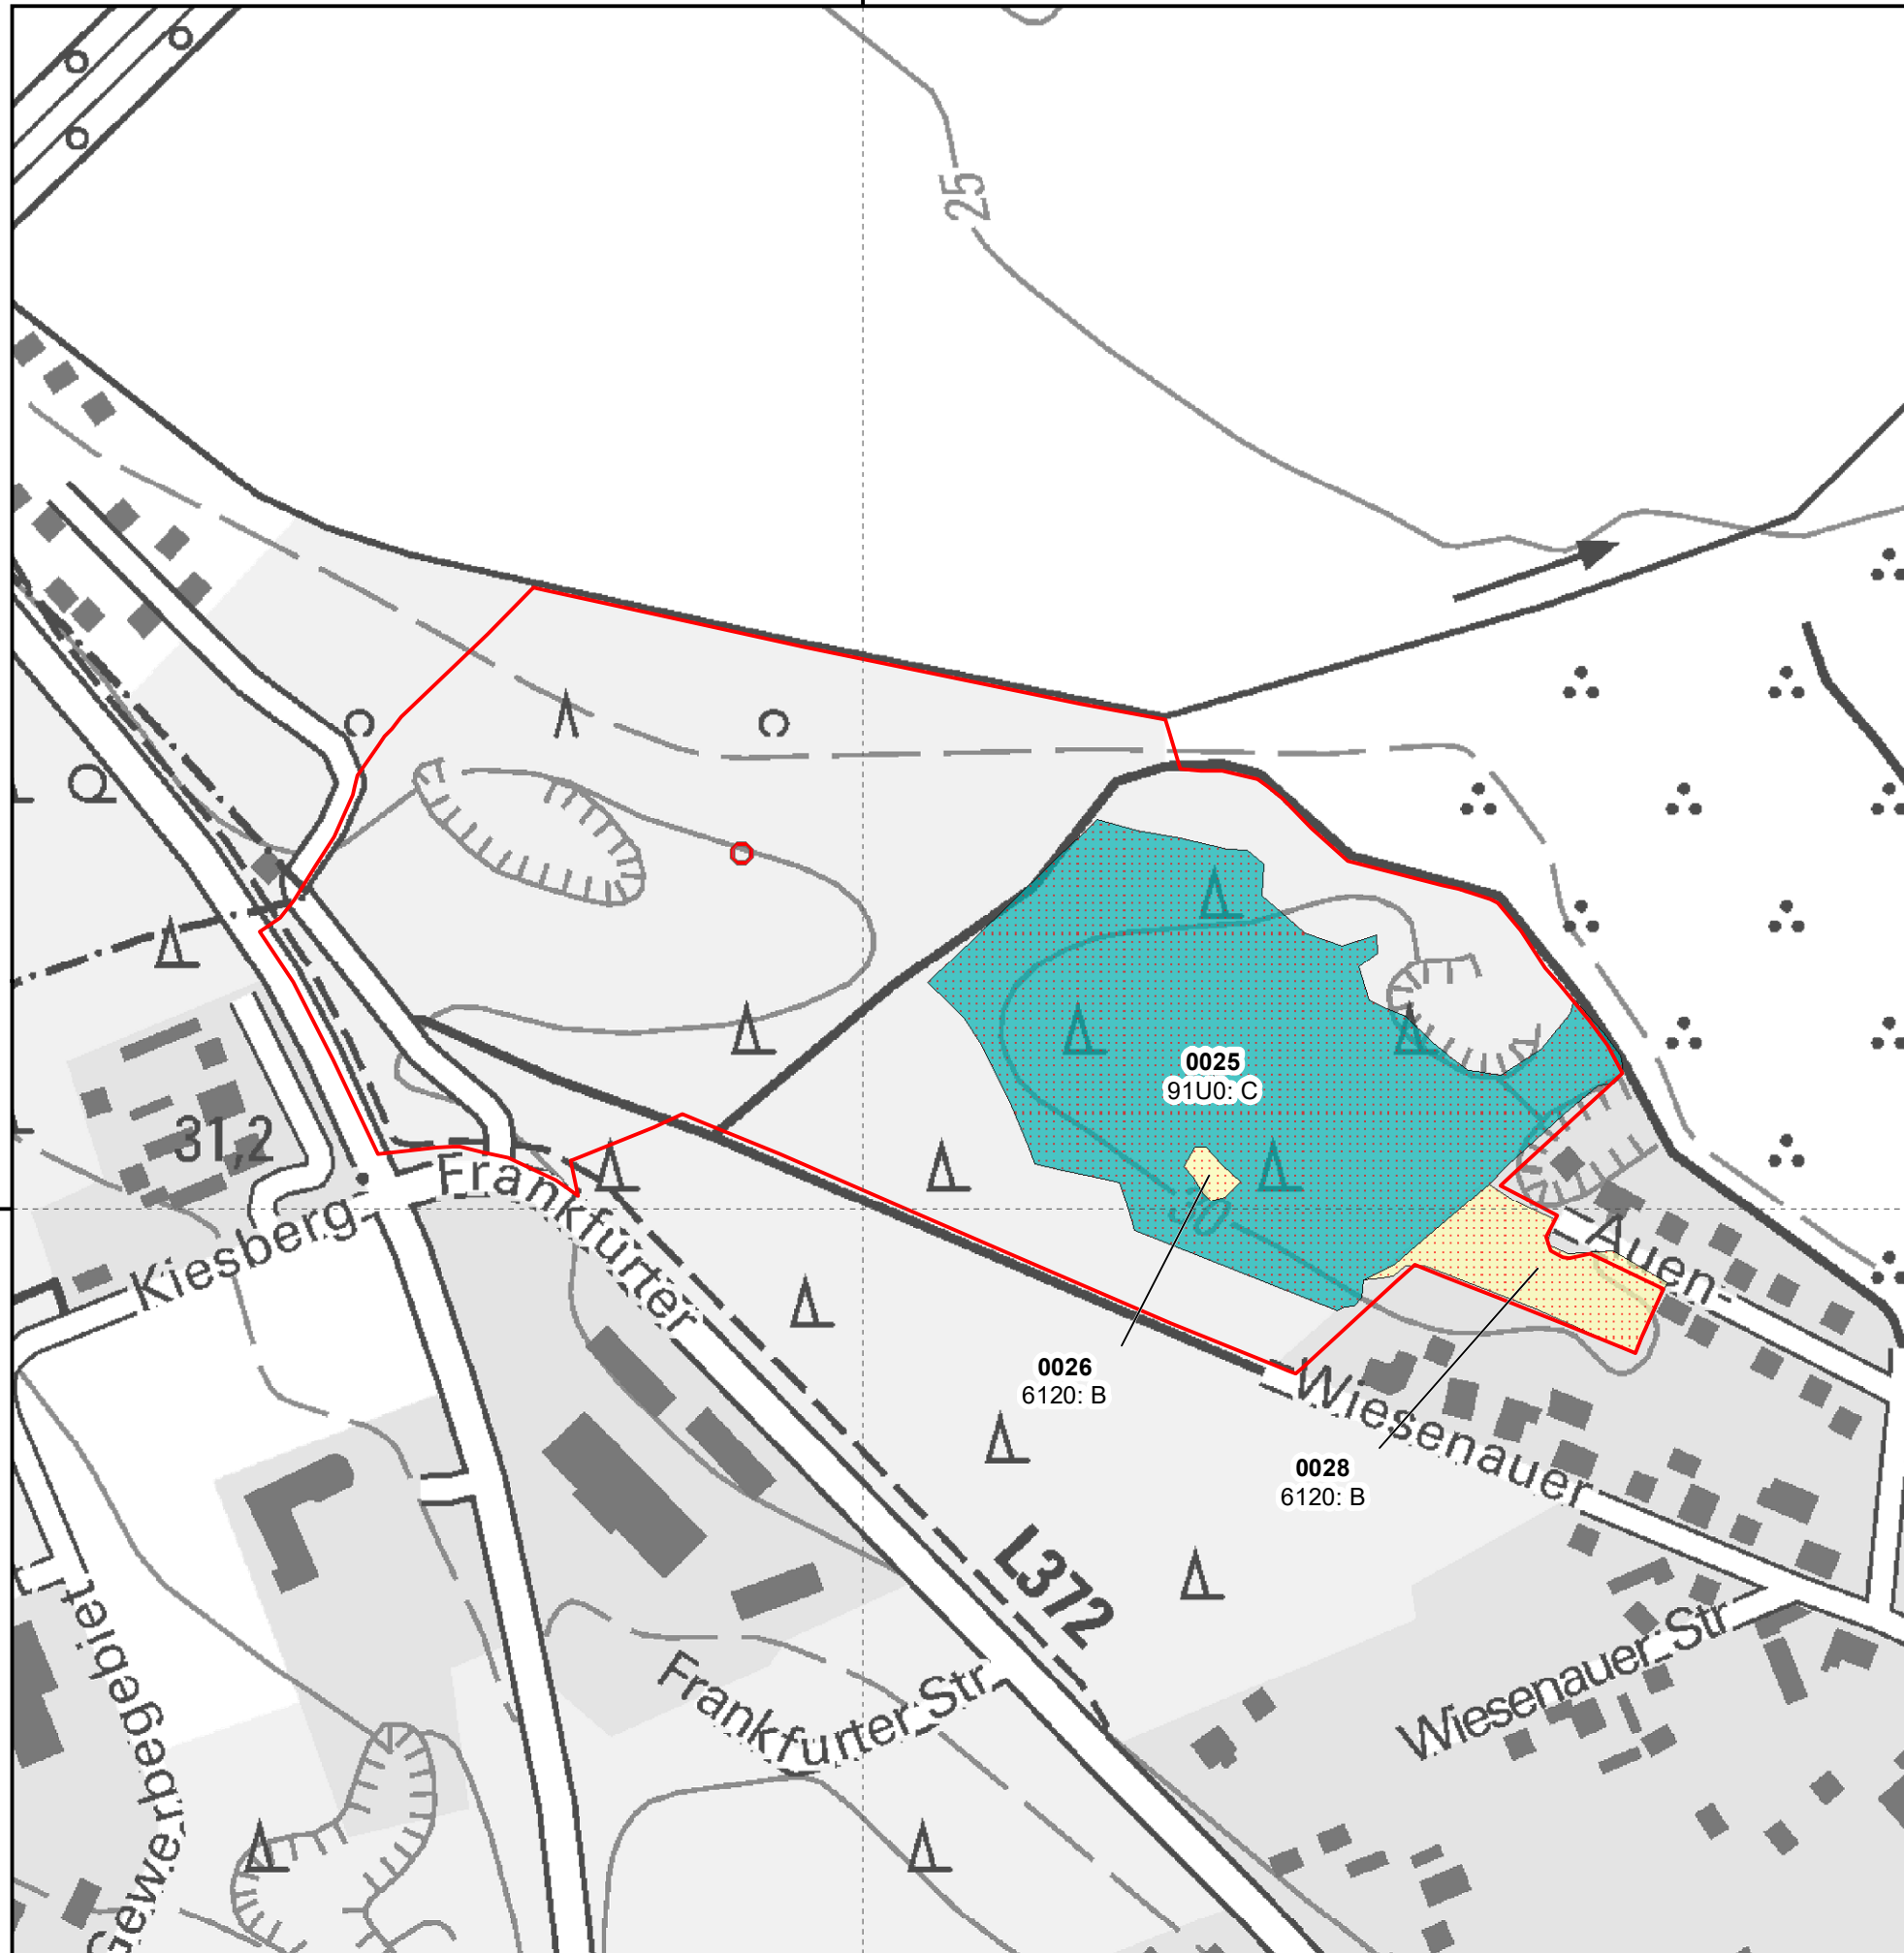 25
0025
91U0: C
31,2
Frankfurter
Kiesberg
30
Auen-
0026
6120: B
Wiesenauer
0028
6120: B
L372
Gewerbegebiet
Frankfurter Str
Wiesenauer Str